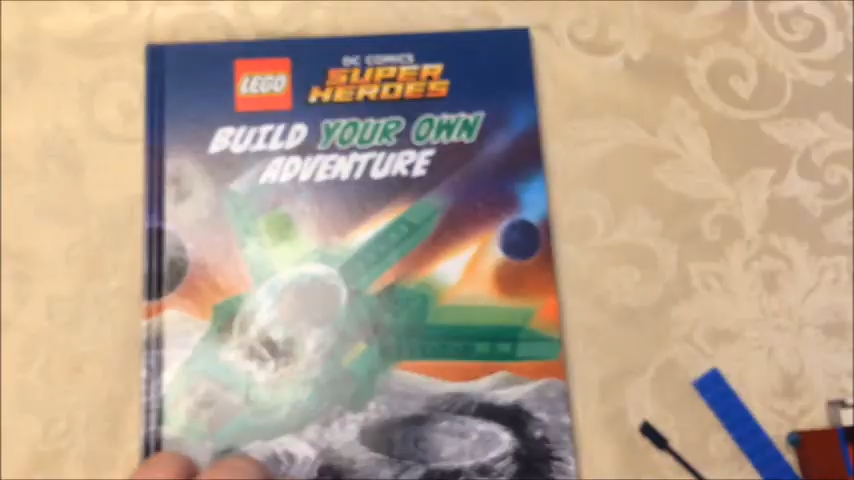 LEGO
DC COMICS
SUPER
HEROES
BUILD YOUR OWN
ADVENTURE